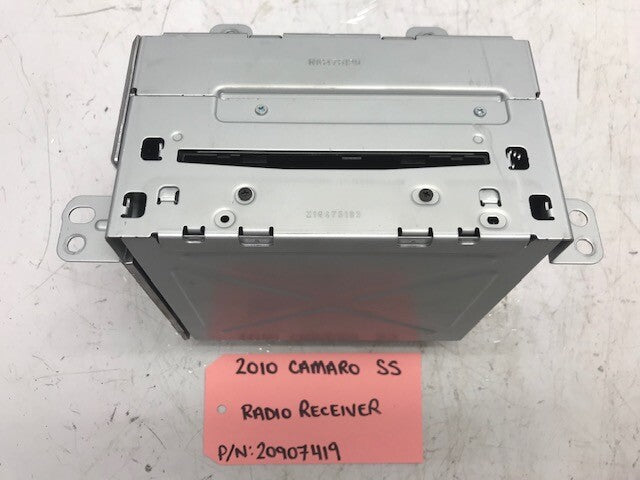 2010 CAMARO SS
RADIO RECEIVER
P/N: 20907419